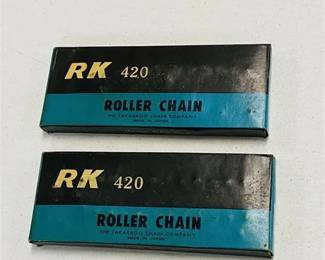 RK 420
ROLLER CHAIN
THE TAKASAGO CHAIN COMPANY
MADE IN JAPAN
RK 420
ROLLER CHAIN
THE TAKASAGO CHAIN COMPANY
MADE IN JAPAN